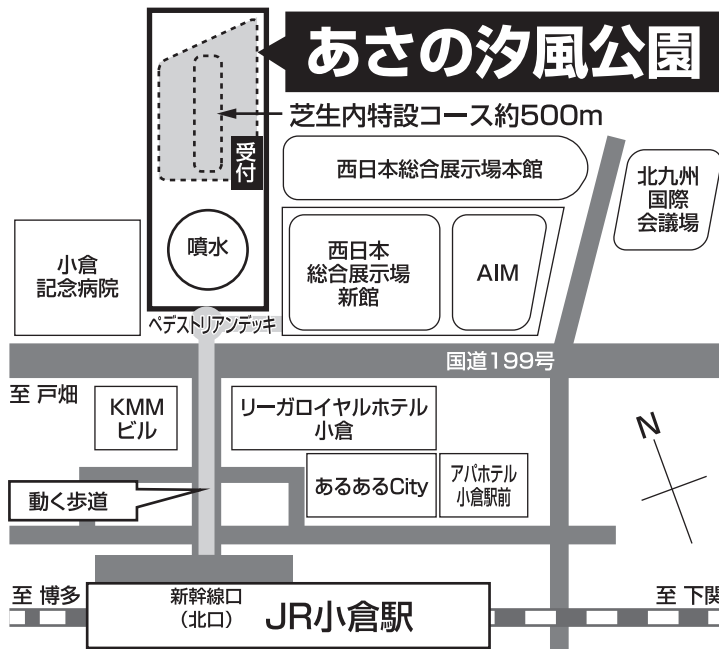 あさの汐風公園
芝生内特設コース約500m
受付
西日本総合展示場本館
北九州
国際
会議場
噴水
小倉
記念病院
西日本
総合展示場
新館
AIM
ペデストリアンデッキ
国道199号
至 戸畑
KMM
ビル
リーガロイヤルホテル
小倉
N
あるあるCity
アパホテル
小倉駅前
動く歩道
至 博多
新幹線口
（北口）
JR小倉駅
至 下関